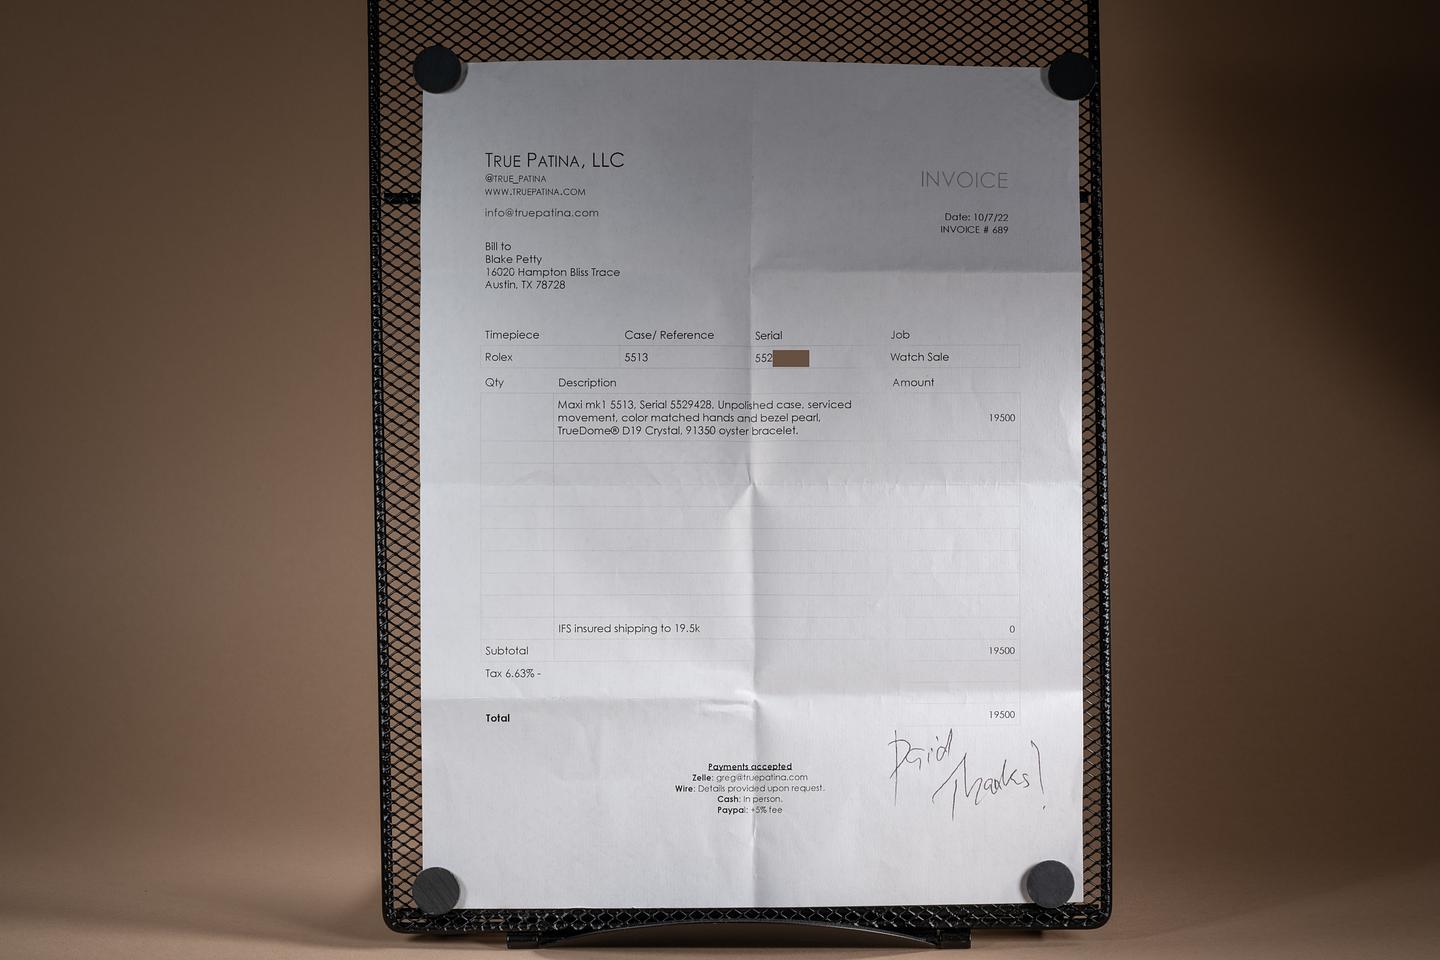 TRUE PATINA, LLC
@TRUE_PATINA
WWW.TRUEPATINA.COM
info@truepatina.com
INVOICE
Date: 10/7/22
INVOICE # 689
Bill to
Blake Petty
16020 Hampton Bliss Trace
Austin, TX 78728
Timepiece Case/ Reference Serial Job
Rolex 5513 552 Watch Sale
Qty Description Amount
Maxi mk1 5513, Serial 5529428, Unpolished case, serviced
movement, color matched hands and bezel pearl, 19500
TrueDome® D19 Crystal, 91350 oyster bracelet.
IFS insured shipping to 19.5k 0
Subtotal 19500
Tax 6.63% -
Total 19500
Paid
Thanks!
Payments accepted
Zelle: greg@truepatina.com
Wire: Details provided upon request.
Cash: In person.
Paypal: +5% fee